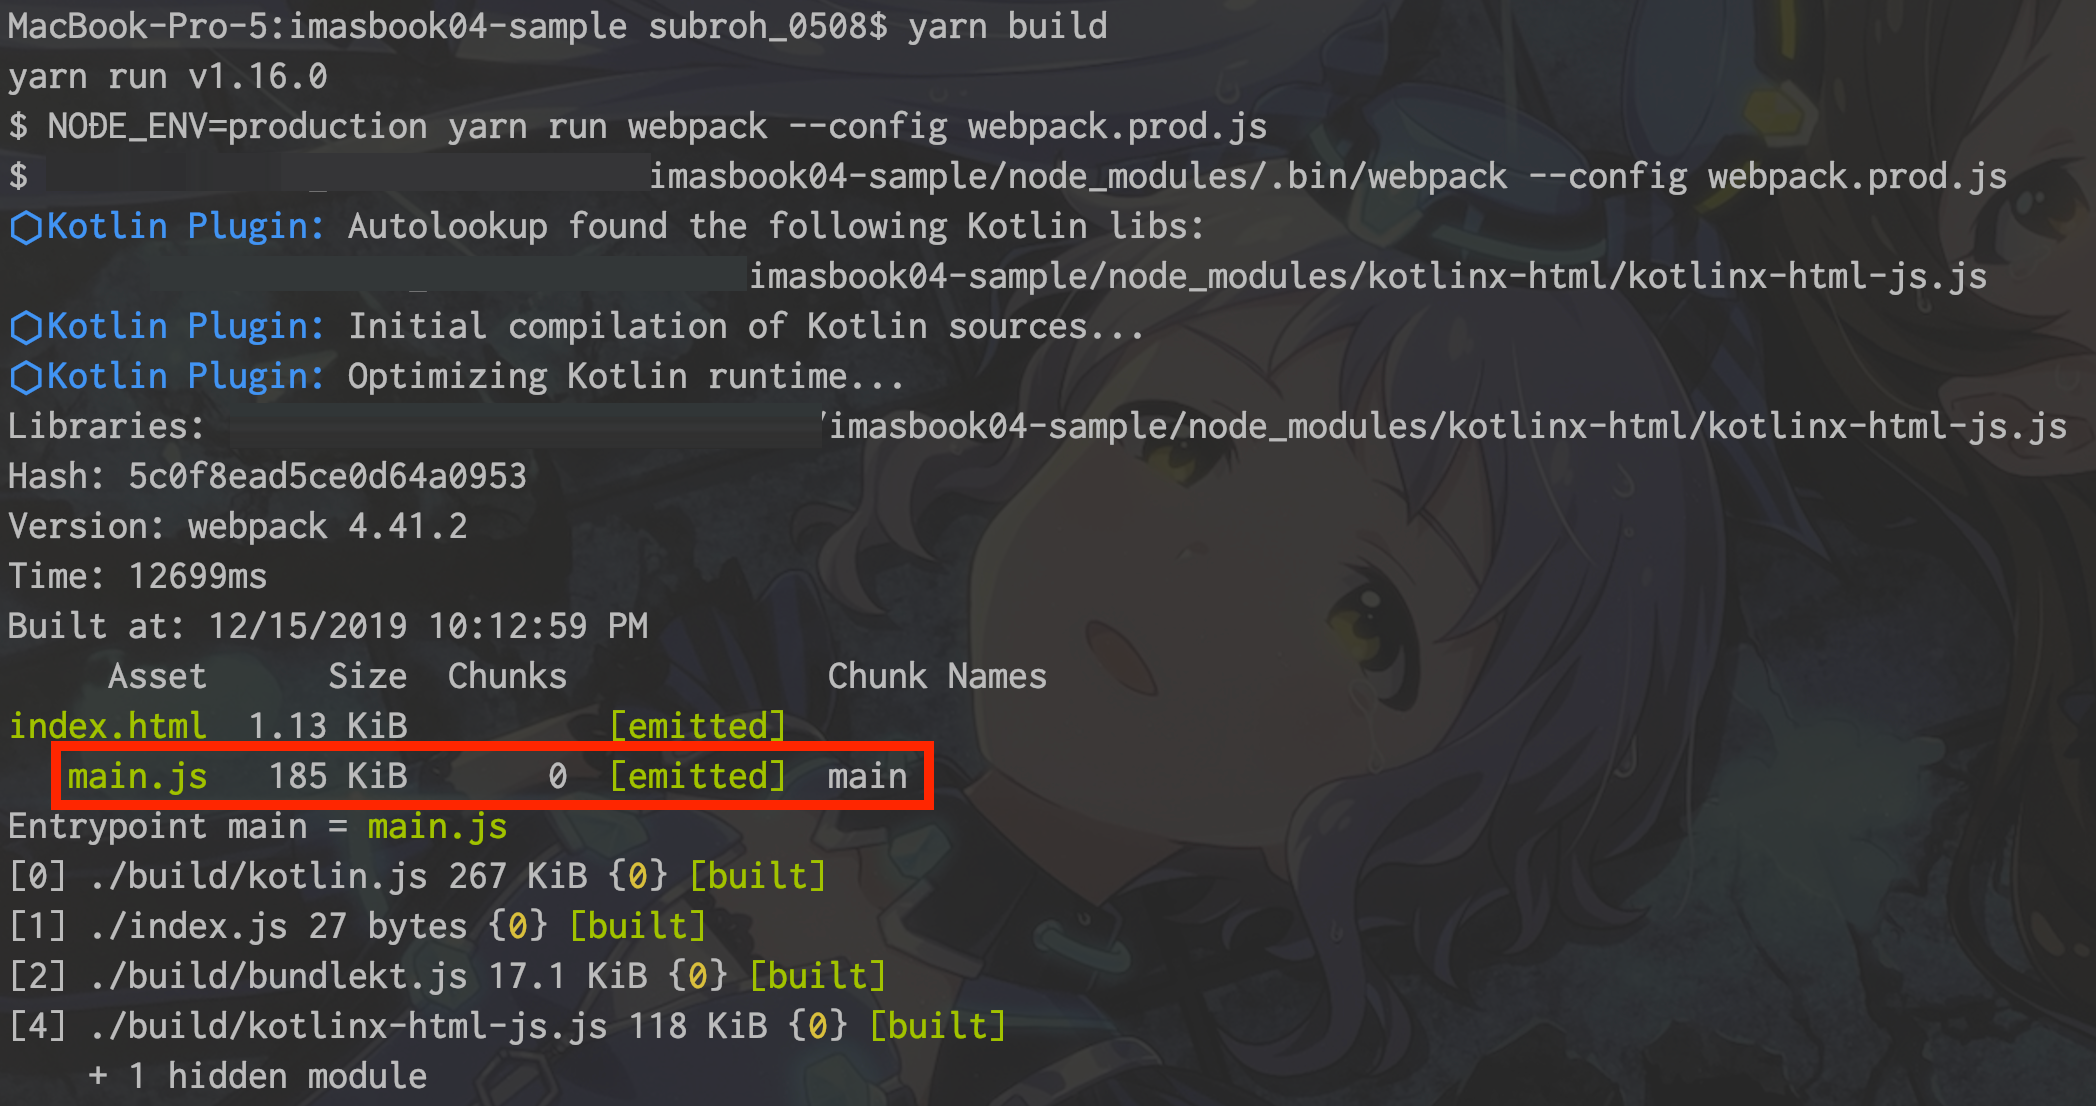 MacBook-Pro-5:imasbook04-sample subroh_0508$ yarn build
yarn run v1.16.0
$ NODE_ENV=production yarn run webpack --config webpack.prod.js
$ imasbook04-sample/node_modules/.bin/webpack --config webpack.prod.js
Kotlin Plugin: Autolookup found the following Kotlin libs:
imasbook04-sample/node_modules/kotlinx-html/kotlinx-html-js.js
Kotlin Plugin: Initial compilation of Kotlin sources...
Kotlin Plugin: Optimizing Kotlin runtime...
Libraries: /imasbook04-sample/node_modules/kotlinx-html/kotlinx-html-js.js
Hash: 5c0f8ead5ce0d64a0953
Version: webpack 4.41.2
Time: 12699ms
Built at: 12/15/2019 10:12:59 PM
Asset Size Chunks Chunk Names
index.html 1.13 KiB [emitted]
main.js 185 KiB 0 [emitted] main
Entrypoint main = main.js
[0] ./build/kotlin.js 267 KiB {0} [built]
[1] ./index.js 27 bytes {0} [built]
[2] ./build/bundlekt.js 17.1 KiB {0} [built]
[4] ./build/kotlinx-html-js.js 118 KiB {0} [built]
+ 1 hidden module